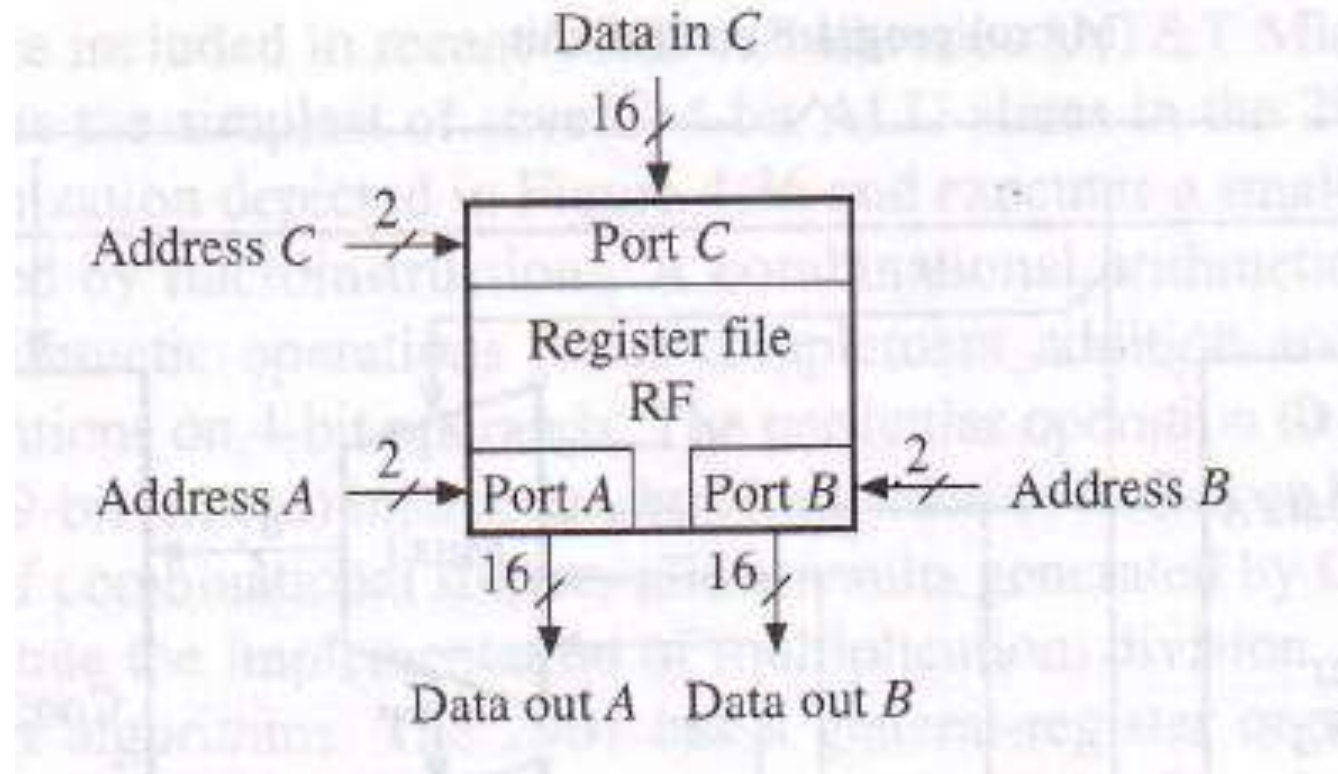 Data in C
16
2
Address C
Port C
Register file
RF
2
2
Address A
Port A
Port B
Address B
16
16
Data out A
Data out B